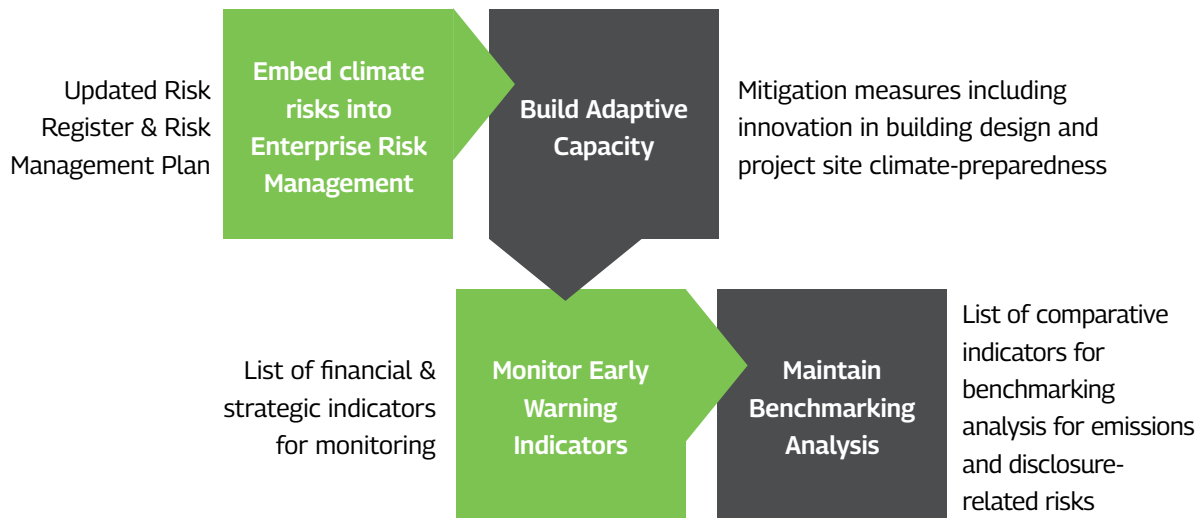 Updated Risk
Register & Risk
Management Plan
Embed climate
risks into
Enterprise Risk
Management
Build Adaptive
Capacity
Mitigation measures including
innovation in building design and
project site climate-preparedness
List of financial &
strategic indicators
for monitoring
Monitor Early
Warning
Indicators
Maintain
Benchmarking
Analysis
List of comparative
indicators for
benchmarking
analysis for emissions
and disclosure-
related risks